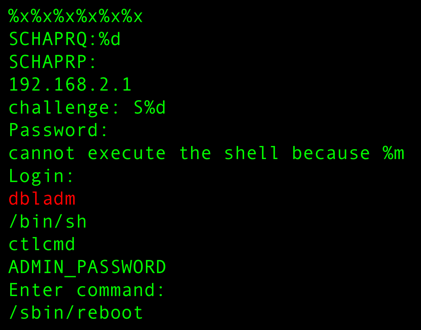 %x%x%x%x%x%x
SCHAPRQ:%d
SCHAPRP:
192.168.2.1
challenge: S%d
Password:
cannot execute the shell because %m
Login:
dbladm
/bin/sh
ctlcmd
ADMIN_PASSWORD
Enter command:
/sbin/reboot